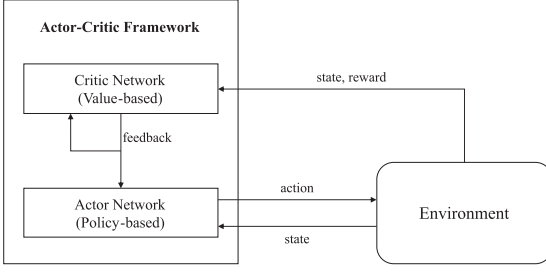 Actor-Critic Framework
Critic Network
(Value-based)
state, reward
feedback
Actor Network
(Policy-based)
action
state
Environment